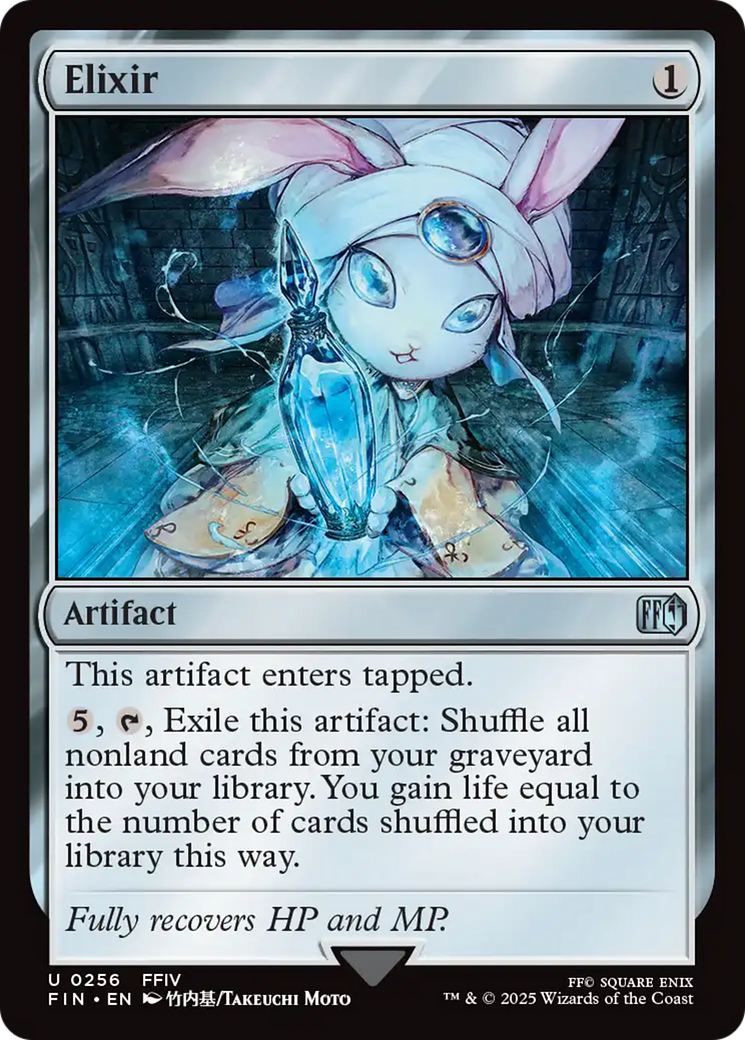 Elixir 1
Artifact FF
This artifact enters tapped.
5, , Exile this artifact: Shuffle all
nonland cards from your graveyard
into your library. You gain life equal to
the number of cards shuffled into your
library this way.
Fully recovers HP and MP.
U 0256 FFIV
FIN • EN 竹内基/Takeuchi Moto
FF© SQUARE ENIX
™ & © 2025 Wizards of the Coast